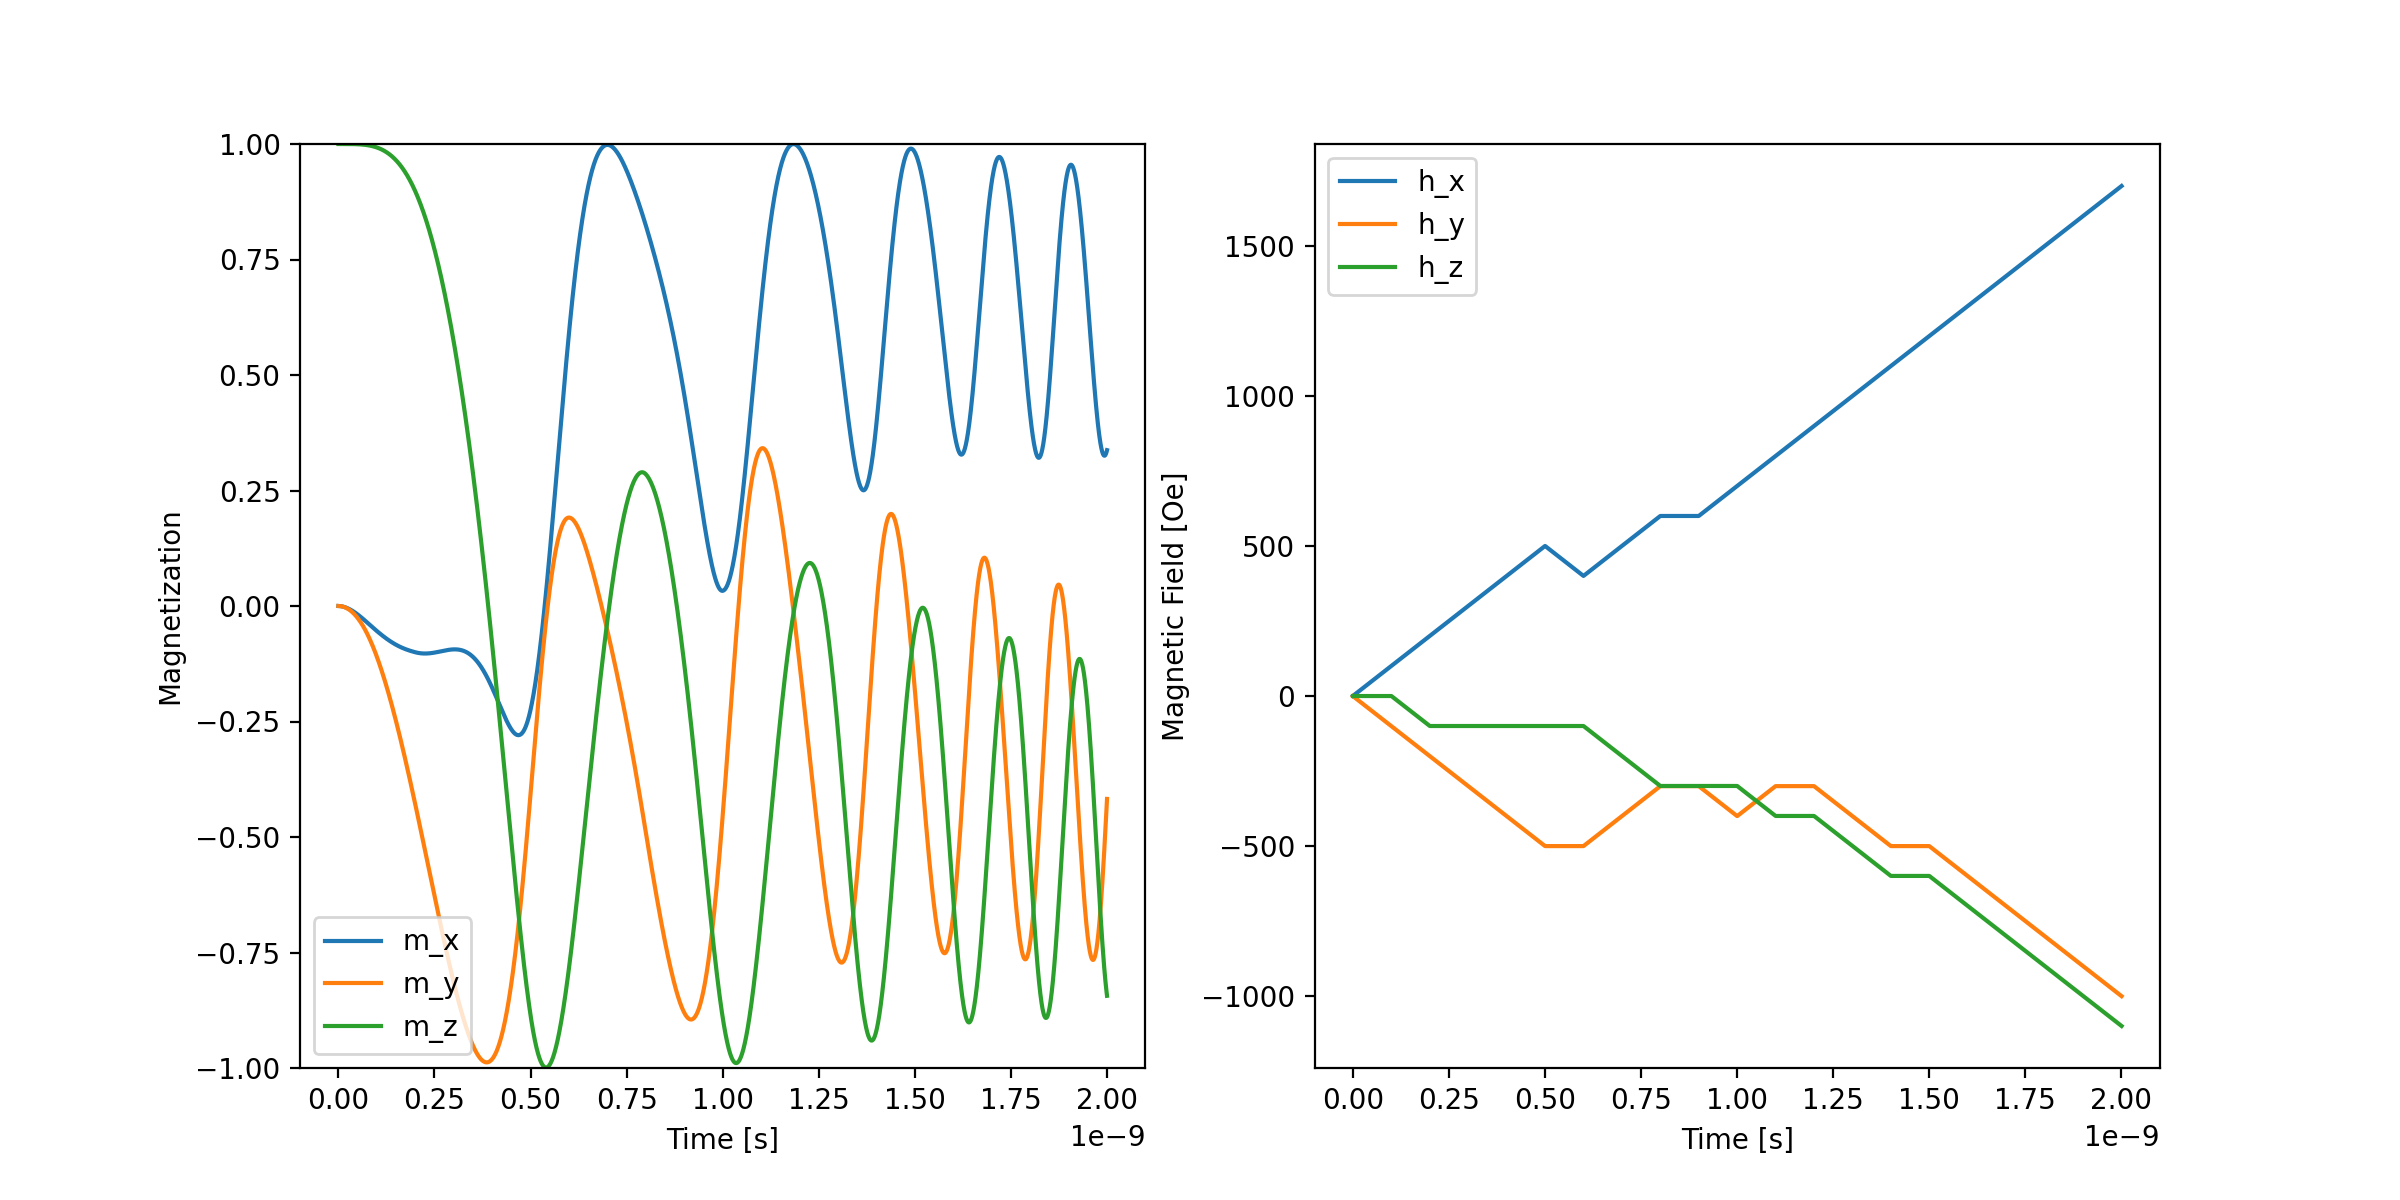 1.00
0.75
0.50
0.25
0.00
−0.25
−0.50
−0.75
−1.00
Magnetization
m_x
m_y
m_z
0.00 0.25 0.50 0.75 1.00 1.25 1.50 1.75 2.00
Time [s]
1e−9
1500
1000
500
0
−500
−1000
Magnetic Field [Oe]
h_x
h_y
h_z
0.00 0.25 0.50 0.75 1.00 1.25 1.50 1.75 2.00
Time [s]
1e−9